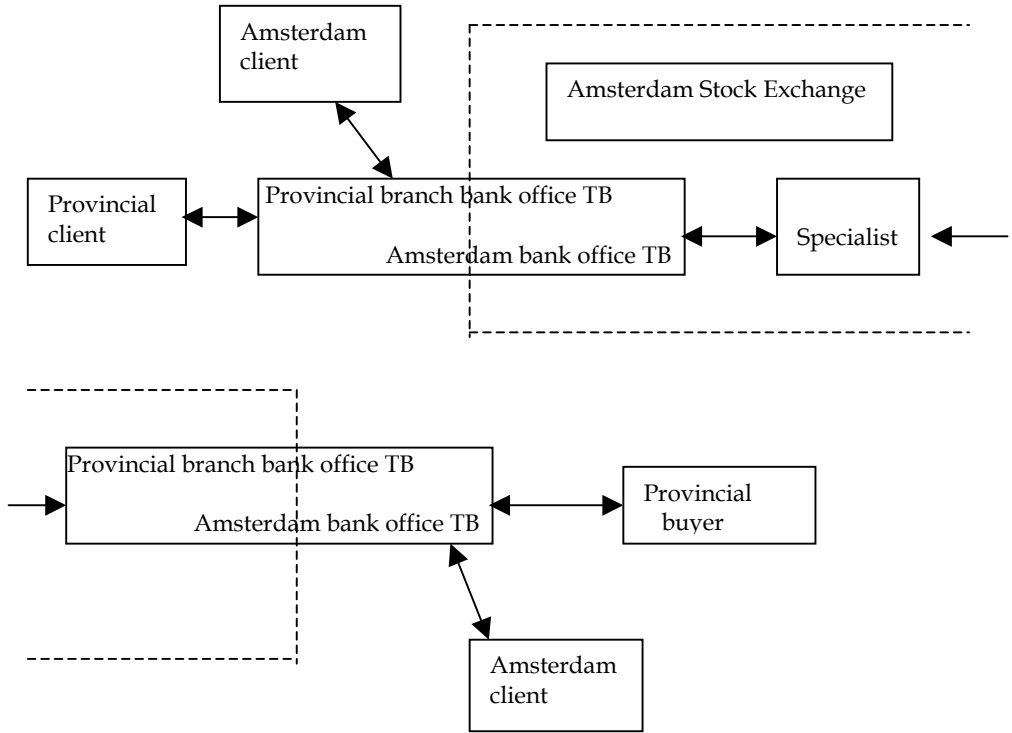 Amsterdam
client
Amsterdam Stock Exchange
Provincial
client
Provincial branch bank office TB
Amsterdam bank office TB
Specialist
Provincial branch bank office TB
Amsterdam bank office TB
Provincial
buyer
Amsterdam
client